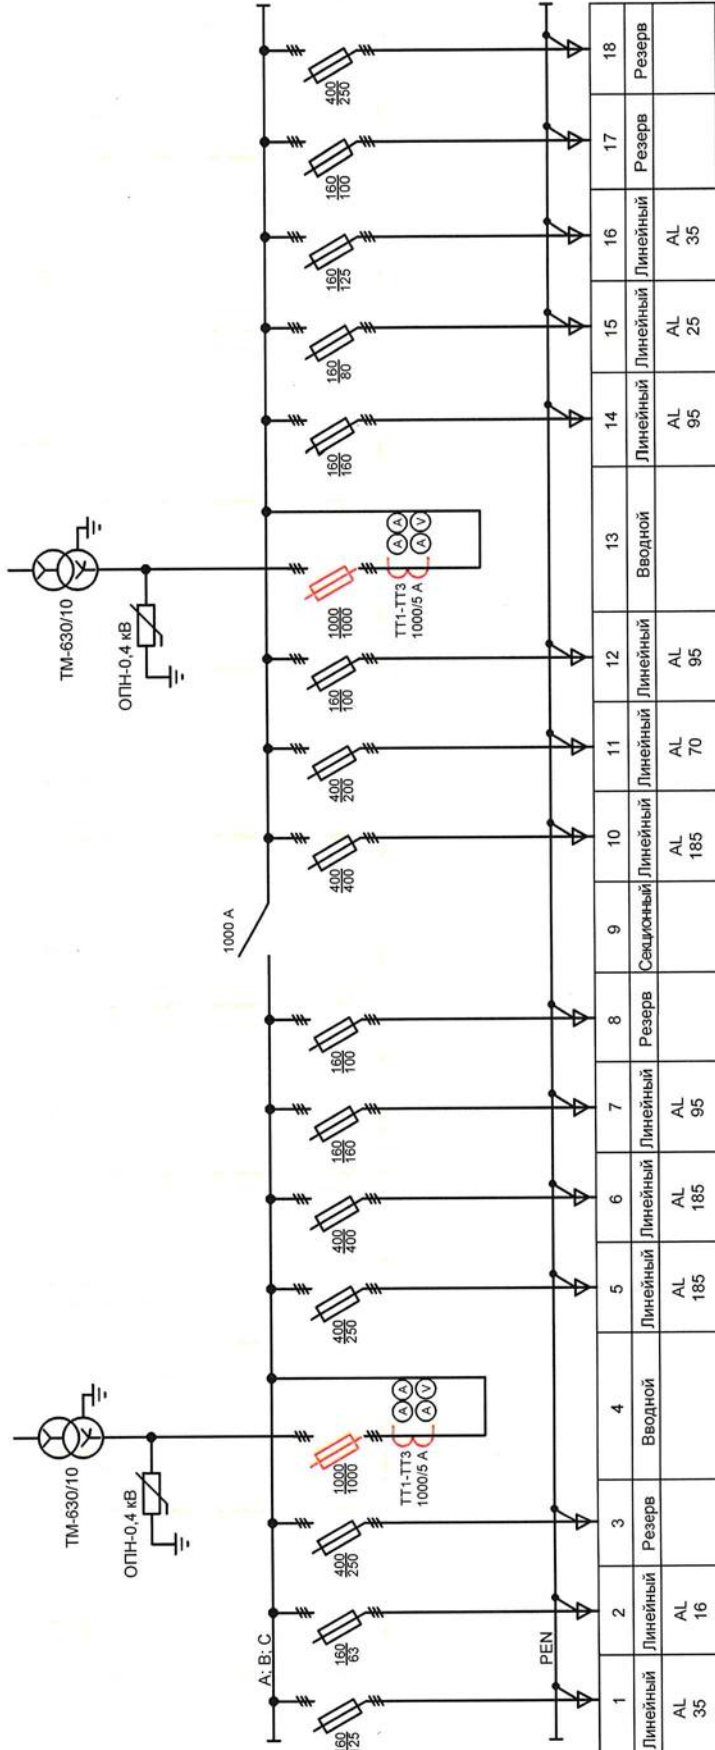 ТМ-630/10
ТМ-630/10
ОПН-0,4 кВ
ОПН-0,4 кВ
1000 А
А; В; С
160
125
160
63
400
250
1000
1000
ТТ1-ТТ3
1000/5 А
А А
А V
400
250
400
400
160
160
160
100
400
400
400
200
160
100
1000
1000
ТТ1-ТТ3
1000/5 А
А А
А V
160
160
160
80
160
125
160
100
400
250
PEN
1 2 3 4 5 6 7 8 9 10 11 12 13 14 15 16 17 18
Линейный Линейный Резерв Вводной Линейный Линейный Линейный Резерв Секционный Линейный Линейный Линейный Вводной Линейный Линейный Линейный Резерв Резерв
AL AL AL AL AL AL AL AL AL AL AL
35 16 185 185 95 185 70 95 95 25 35